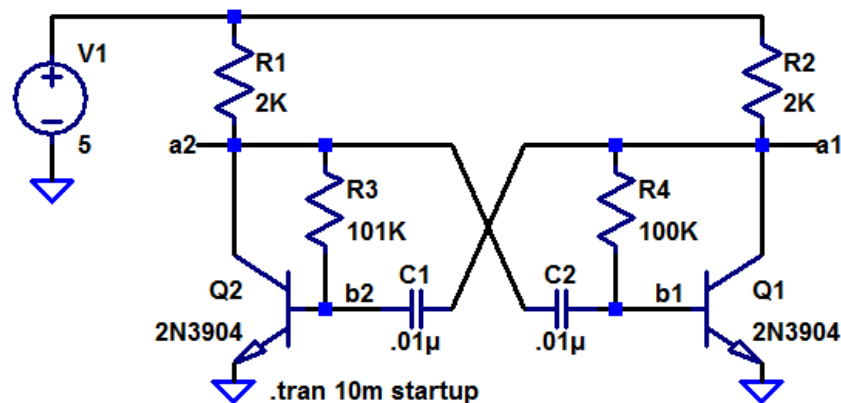 V1
R1
R2
2K
2K
5
a2
a1
R3
R4
101K
100K
C1
C2
Q2
b2
b1
Q1
2N3904
.01µ
.01µ
2N3904
.tran 10m startup